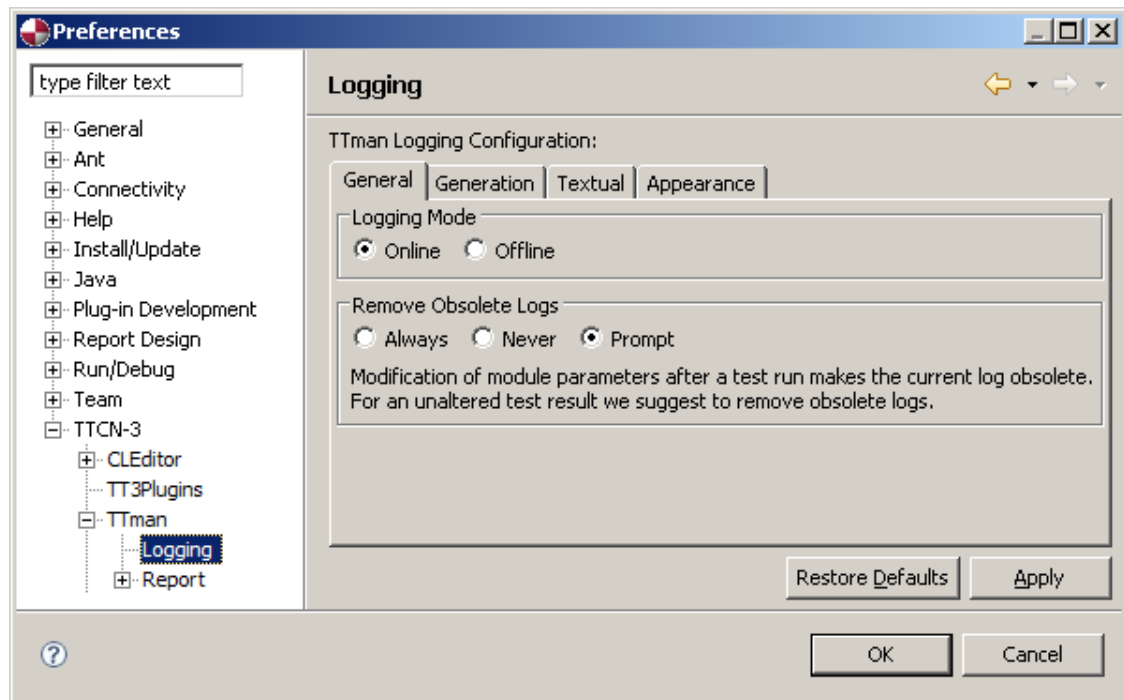 Preferences
type filter text
General
Ant
Connectivity
Help
Install/Update
Java
Plug-in Development
Report Design
Run/Debug
Team
TTCN-3
CLEditor
TT3Plugins
TTman
Logging
Report
Logging
TTman Logging Configuration:
General Generation Textual Appearance
Logging Mode
Online Offline
Remove Obsolete Logs
Always Never Prompt
Modification of module parameters after a test run makes the current log obsolete.
For an unaltered test result we suggest to remove obsolete logs.
Restore Defaults Apply
OK Cancel